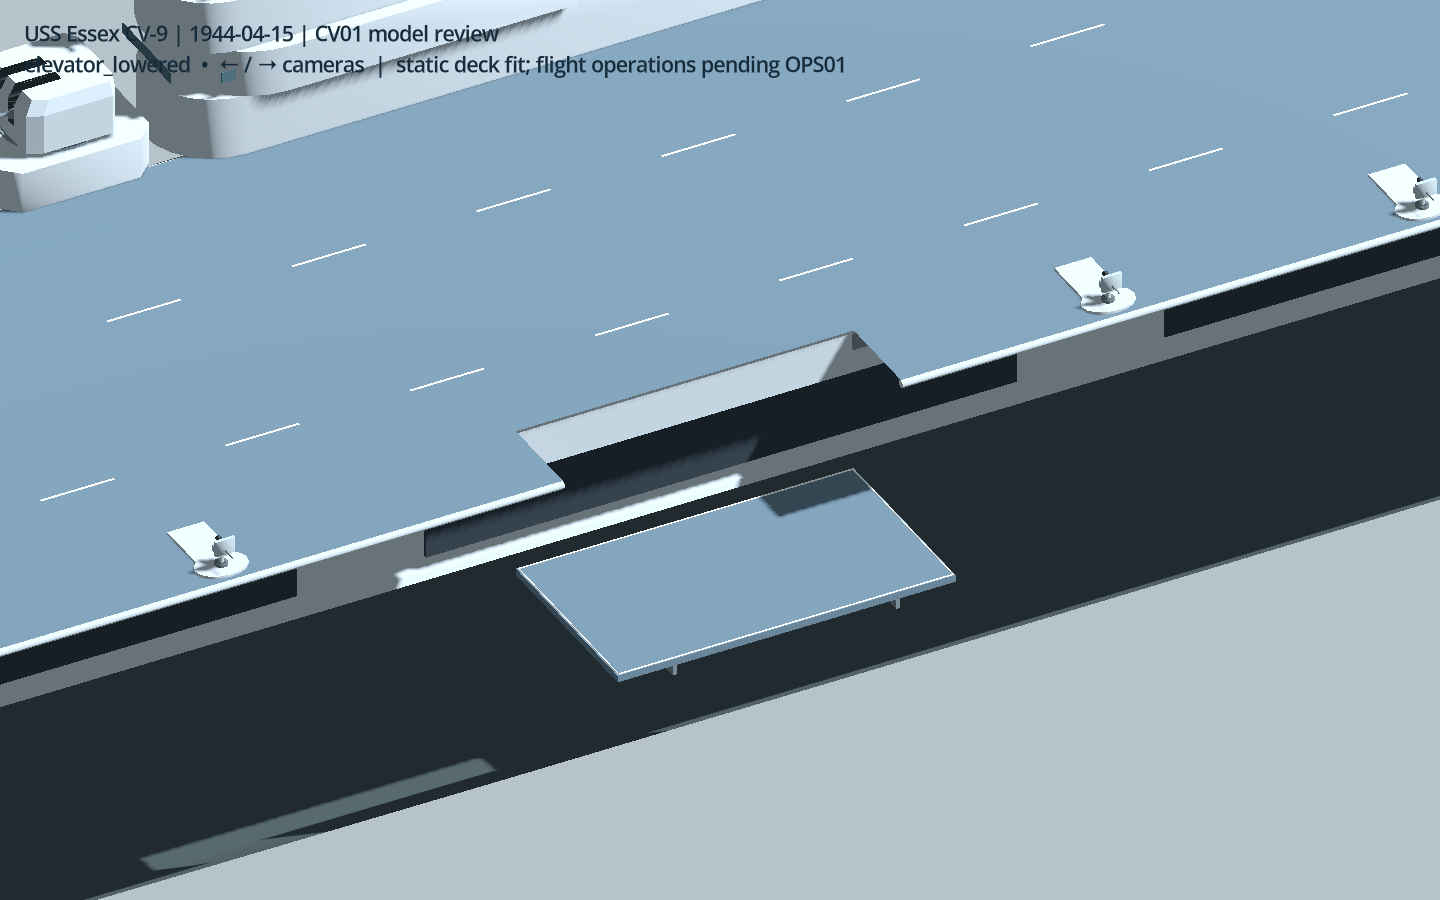 USS Essex CV-9 | 1944-04-15 | CV01 model review
elevator_lowered • ← / → cameras | static deck fit; flight operations pending OPS01